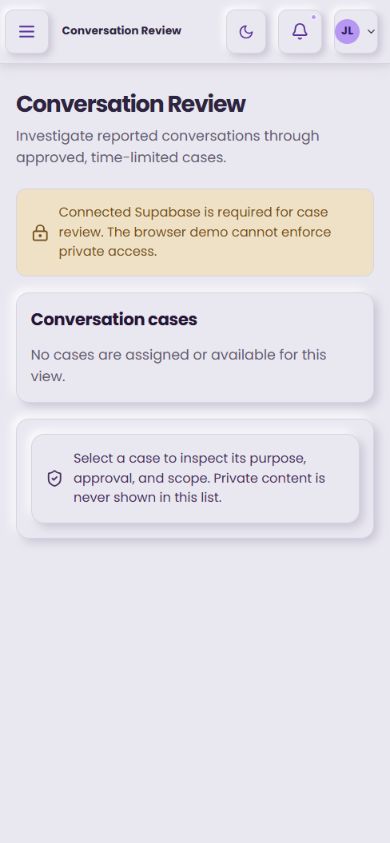 Conversation Review
JL
Conversation Review
Investigate reported conversations through
approved, time-limited cases.
Connected Supabase is required for case
review. The browser demo cannot enforce
private access.
Conversation cases
No cases are assigned or available for this
view.
Select a case to inspect its purpose,
approval, and scope. Private content is
never shown in this list.